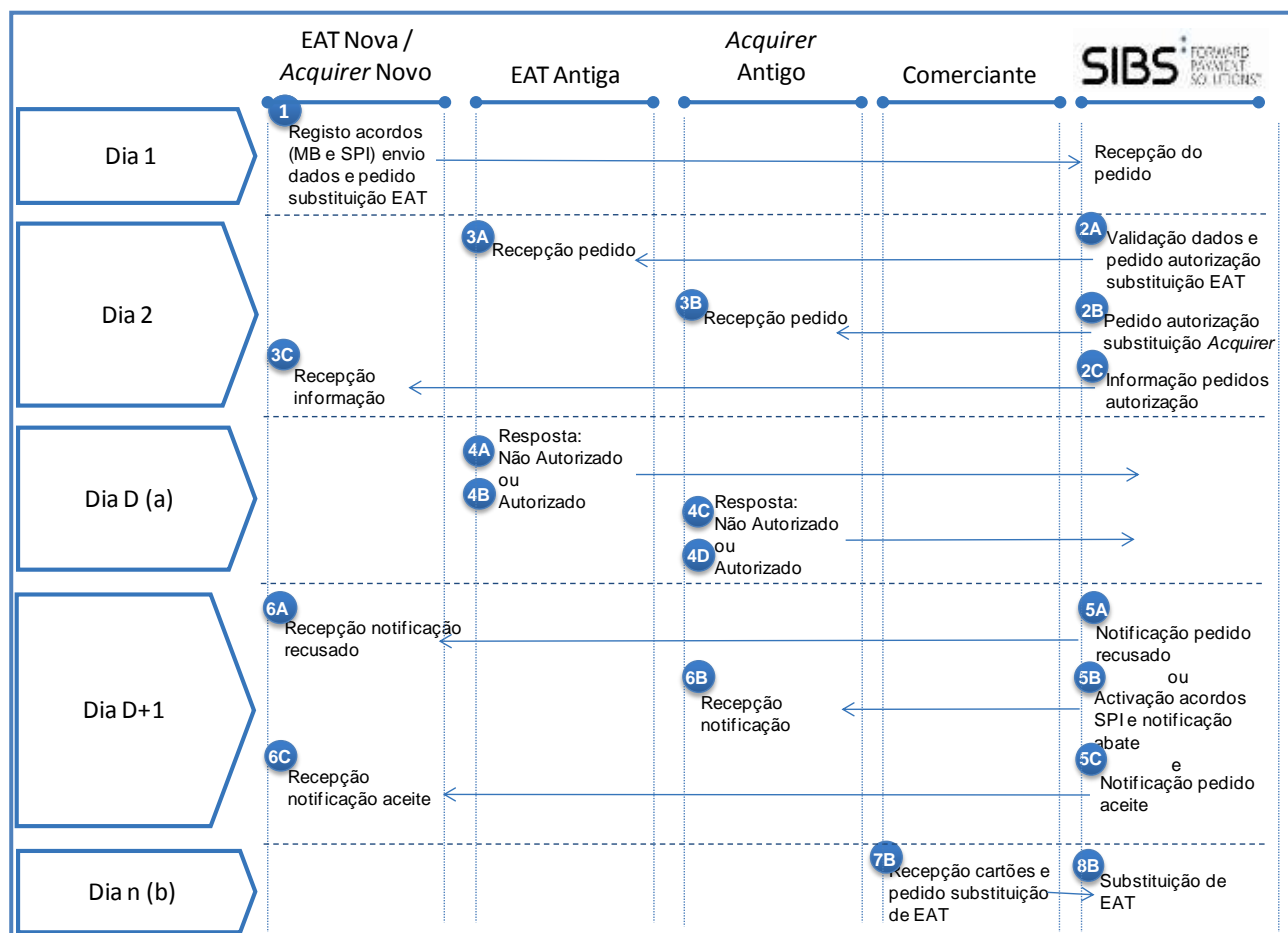 EAT Nova /
Acquirer Novo
EAT Antiga
Acquirer
Antigo
Comerciante
SIBS
FORWARD
PAYMENT
SOLUTIONS™
Dia 1
1
Registo acordos
(MB e SPI) envio
dados e pedido
substituição EAT
Recepção do
pedido
Dia 2
3A
Recepção pedido
2A
Validação dados e
pedido autorização
substituição EAT
3B
Recepção pedido
2B
Pedido autorização
substituição Acquirer
3C
Recepção
informação
2C
Informação pedidos
autorização
Dia D (a)
4A
4B
Resposta:
Não Autorizado
ou
Autorizado
4C
4D
Resposta:
Não Autorizado
ou
Autorizado
Dia D+1
6A
Recepção notificação
recusado
5A
Notificação pedido
recusado
ou
6B
Recepção
notificação
5B
Activação acordos
SPI e notificação
abate
e
6C
Recepção
notificação aceite
5C
Notificação pedido
aceite
Dia n (b)
7B
Recepção cartões e
pedido substituição
de EAT
8B
Substituição de
EAT